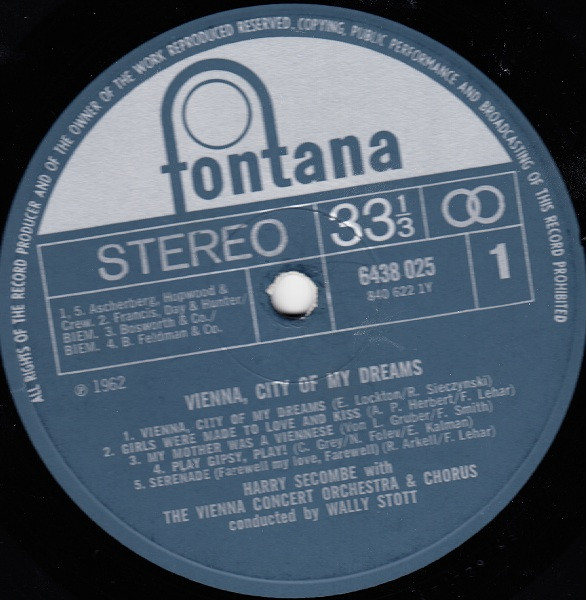 ALL RIGHTS OF THE RECORD PRODUCER AND OF THE OWNER OF THE WORK REPRODUCED RESERVED. COPYING, PUBLIC PERFORMANCE AND BROADCASTING OF THIS RECORD PROHIBITED
fontana
STEREO
33 1/3
6438 025
840 622 1Y
1
1, 5. Ascherberg, Hopwood &
Crew. 2. Francis, Day & Hunter/
BIEM. 3. Bosworth & Co./
BIEM. 4. B. Feldman & Co.
℗ 1962
VIENNA, CITY OF MY DREAMS
1. VIENNA, CITY OF MY DREAMS (E. Lockton/R. Sieczynski)
2. GIRLS WERE MADE TO LOVE AND KISS (A. P. Herbert/F. Lehar)
3. MY MOTHER WAS A VIENNESE (Von L. Gruber/F. Smith)
4. PLAY GIPSY, PLAY! (C. Grey/N. Foley/E. Kalman)
5. SERENADE (Farewell my love, Farewell) (R. Arkell/F. Lehar)
HARRY SECOMBE with
THE VIENNA CONCERT ORCHESTRA & CHORUS
conducted by WALLY STOTT